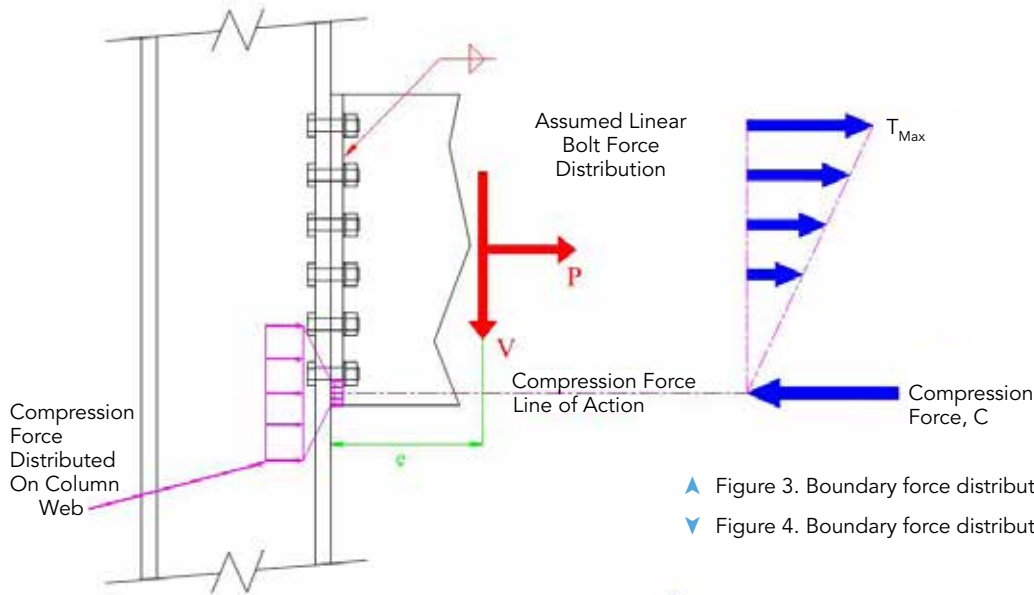 Assumed Linear
Bolt Force
Distribution
T_Max
P
V
Compression Force
Line of Action
Compression
Force, C
Compression
Force
Distributed
On Column
Web
e
Figure 3. Boundary force distribut
Figure 4. Boundary force distribut